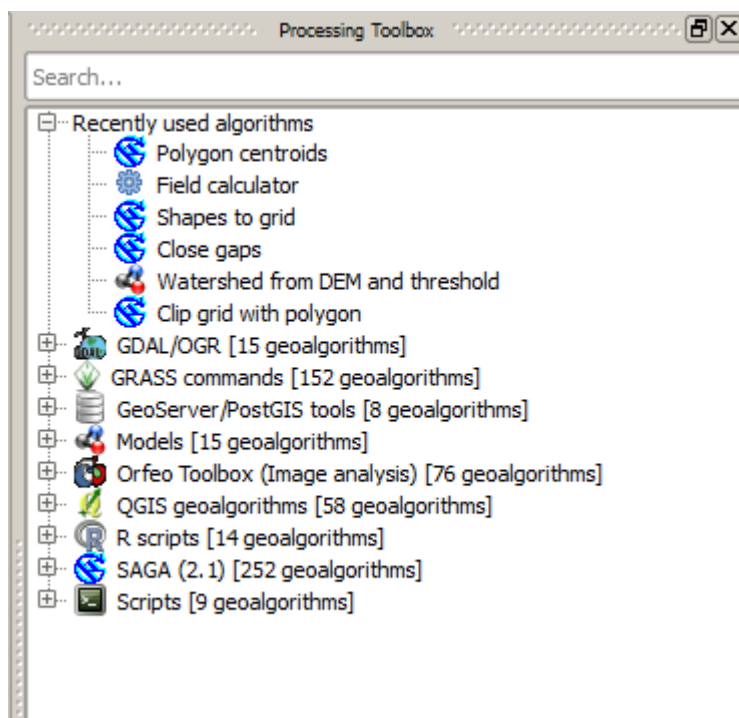 Processing Toolbox
Search...
Recently used algorithms
Polygon centroids
Field calculator
Shapes to grid
Close gaps
Watershed from DEM and threshold
Clip grid with polygon
GDAL/OGR [15 geoalgorithms]
GRASS commands [152 geoalgorithms]
GeoServer/PostGIS tools [8 geoalgorithms]
Models [15 geoalgorithms]
Orfeo Toolbox (Image analysis) [76 geoalgorithms]
QGIS geoalgorithms [58 geoalgorithms]
R scripts [14 geoalgorithms]
SAGA (2.1) [252 geoalgorithms]
Scripts [9 geoalgorithms]